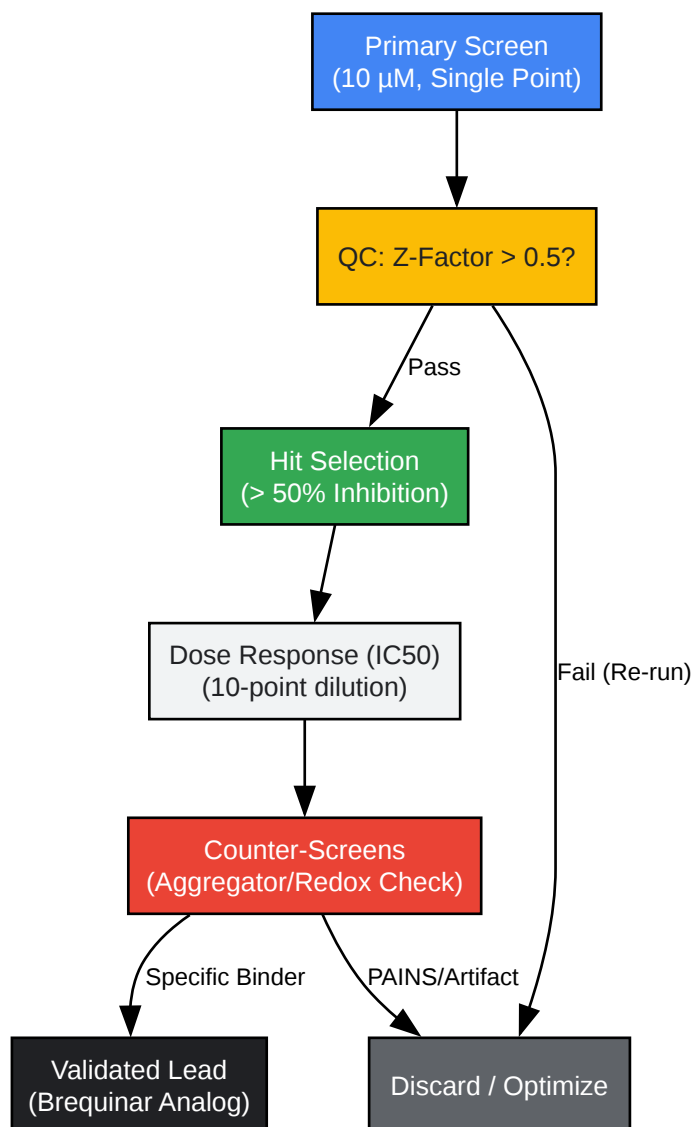 Primary Screen
(10 µM, Single Point)
QC: Z-Factor > 0.5?
Pass
Hit Selection
(> 50% Inhibition)
Dose Response (IC50)
(10-point dilution)
Fail (Re-run)
Counter-Screens
(Aggregator/Redox Check)
Specific Binder
PAINS/Artifact
Validated Lead
(Brequinar Analog)
Discard / Optimize